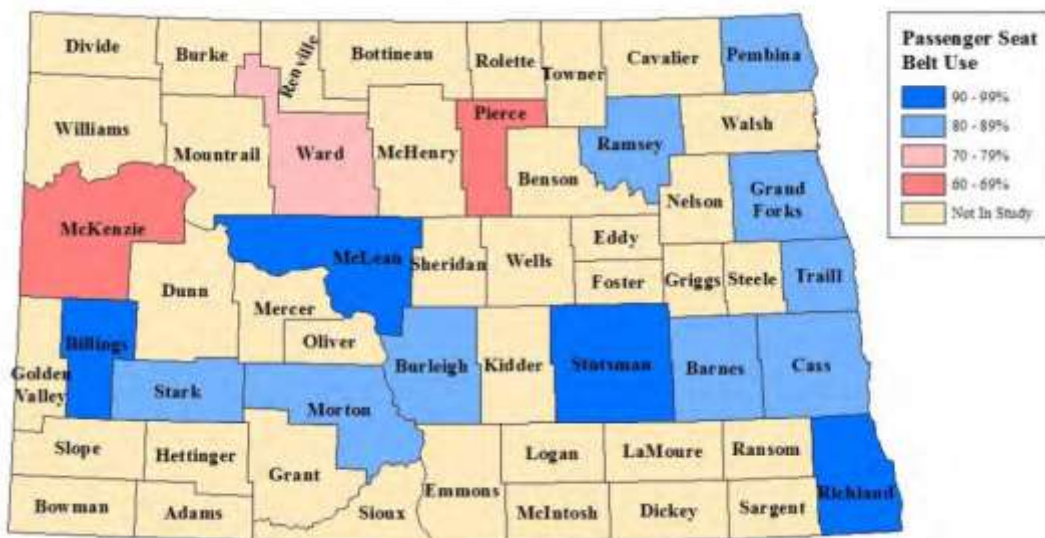 Divide
Burke
Renville
Bottineau
Rolette
Towner
Cavalier
Pembina
Williams
Mountrail
Ward
McHenry
Pierce
Benson
Ramsey
Walsh
Nelson
Grand
Forks
McKenzie
McLean
Sheridan
Wells
Eddy
Foster
Griggs
Steele
Traill
Dunn
Mercer
Oliver
Billings
Golden
Valley
Stark
Morton
Burleigh
Kidder
Stutsman
Barnes
Cass
Slope
Hettinger
Grant
Logan
LaMoure
Ransom
Richland
Bowman
Adams
Sioux
Emmons
McIntosh
Dickey
Sargent
Passenger Seat
Belt Use
90 - 99%
80 - 89%
70 - 79%
60 - 69%
Not In Study